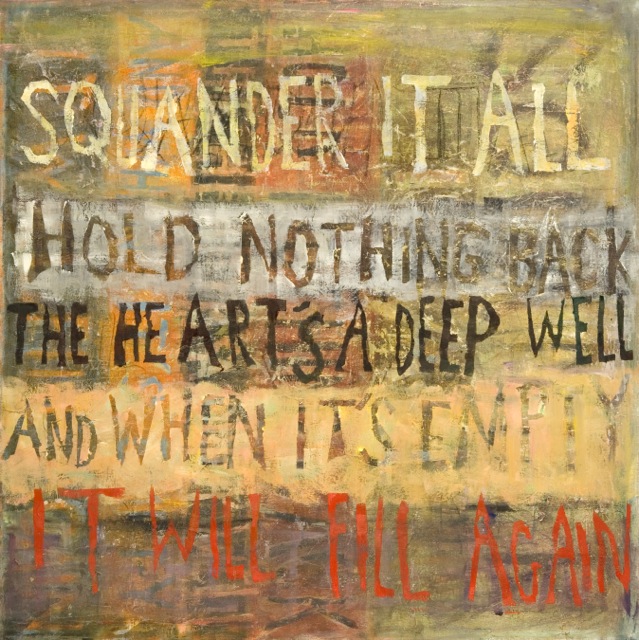 SQUANDER IT ALL
HOLD NOTHING BACK
THE HEART'S A DEEP WELL
AND WHEN IT'S EMPTY
IT WILL FILL AGAIN